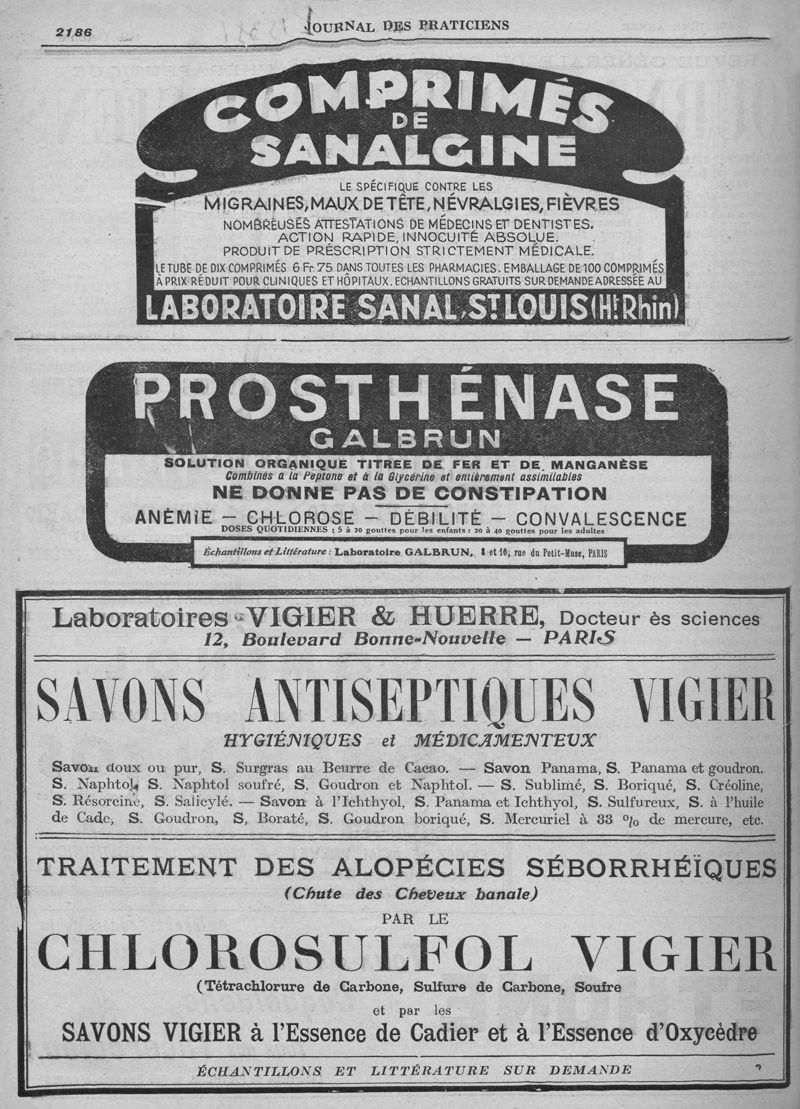 2186
JOURNAL DES PRATICIENS
COMPRIMÉS
DE
SANALGINE
LE SPÉCIFIQUE CONTRE LES
MIGRAINES, MAUX DE TÊTE, NÉVRALGIES, FIÈVRES
NOMBREUSES ATTESTATIONS DE MÉDECINS ET DENTISTES.
ACTION RAPIDE, INNOCUITÉ ABSOLUE.
PRODUIT DE PRÉSCRIPTION STRICTEMENT MÉDICALE.
LE TUBE DE DIX COMPRIMÉS 6 Fr 75 DANS TOUTES LES PHARMACIES. EMBALLAGE DE 100 COMPRIMÉS
À PRIX RÉDUIT POUR CLINIQUES ET HÔPITAUX. ECHANTILLONS GRATUITS SUR DEMANDE ADRESSÉE AU
LABORATOIRE SANAL, ST LOUIS (Ht Rhin)
PROSTHÉNASE
GALBRUN
SOLUTION ORGANIQUE TITRÉE DE FER ET DE MANGANÈSE
Combinés à la Peptone et à la Glycérine et entièrement assimilables
NE DONNE PAS DE CONSTIPATION
ANÉMIE — CHLOROSE — DÉBILITÉ — CONVALESCENCE
DOSES QUOTIDIENNES : 5 à 20 gouttes pour les enfants : 20 à 40 gouttes pour les adultes
Échantillons et Littérature : Laboratoire GALBRUN, 8 et 10, rue du Petit-Musc, PARIS
Laboratoires VIGIER & HUERRE, Docteur ès sciences
12, Boulevard Bonne-Nouvelle — PARIS
SAVONS ANTISEPTIQUES VIGIER
HYGIÉNIQUES et MÉDICAMENTEUX
Savon doux ou pur, S. Surgras au Beurre de Cacao. — Savon Panama, S. Panama et goudron.
S. Naphtol, S. Naphtol soufré, S. Goudron et Naphtol. — S. Sublimé, S. Boriqué, S. Créoline,
S. Résorcine, S. Salicylé. — Savon à l'Ichthyol, S. Panama et Ichthyol, S. Sulfureux, S. à l'huile
de Cade, S. Goudron, S, Boraté, S. Goudron boriqué, S. Mercuriel à 33 % de mercure, etc.
TRAITEMENT DES ALOPÉCIES SÉBORRHÉÏQUES
(Chute des Cheveux banale)
PAR LE
CHLOROSULFOL VIGIER
(Tétrachlorure de Carbone, Sulfure de Carbone, Soufre
et par les
SAVONS VIGIER à l'Essence de Cadier et à l'Essence d'Oxycèdre
ÉCHANTILLONS ET LITTÉRATURE SUR DEMANDE